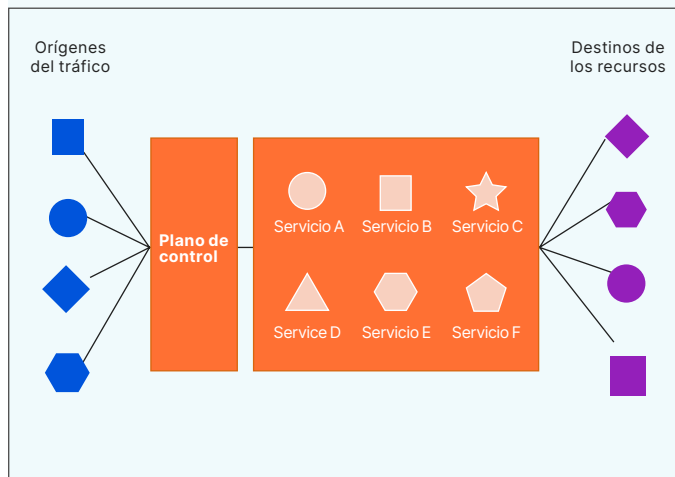 Orígenes
del tráfico
Destinos de
los recursos
Plano de
control
Servicio A
Servicio B
Servicio C
Service D
Servicio E
Servicio F